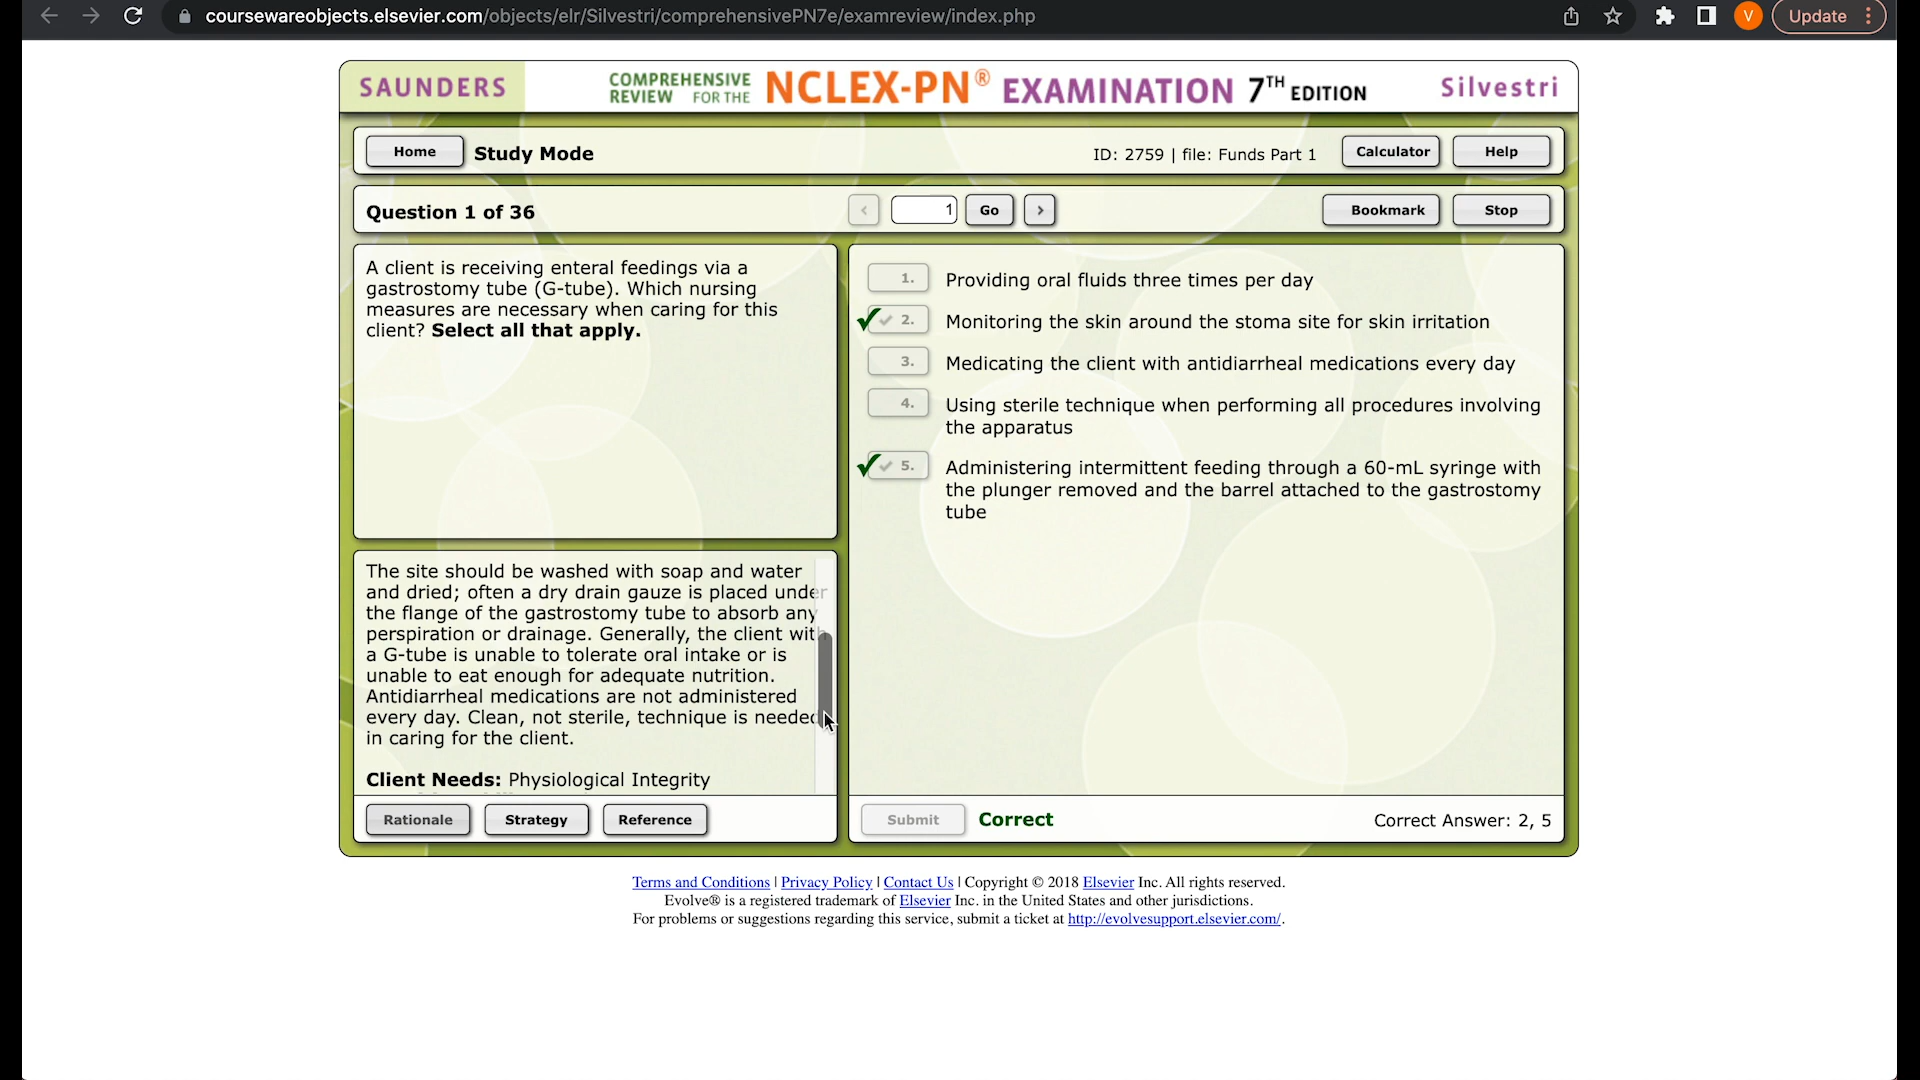 coursewareobjects.elsevier.com/objects/elr/Silvestri/comprehensivePN7e/examreview/index.php
V
Update
SAUNDERS
COMPREHENSIVE REVIEW FOR THE NCLEX-PN® EXAMINATION 7TH EDITION
Silvestri
Home
Study Mode
ID: 2759 | file: Funds Part 1
Calculator
Help
Question 1 of 36
<
1
Go
>
Bookmark
Stop
A client is receiving enteral feedings via a
gastrostomy tube (G-tube). Which nursing
measures are necessary when caring for this
client? Select all that apply.
1. Providing oral fluids three times per day
2. Monitoring the skin around the stoma site for skin irritation
3. Medicating the client with antidiarrheal medications every day
4. Using sterile technique when performing all procedures involving
the apparatus
5. Administering intermittent feeding through a 60-mL syringe with
the plunger removed and the barrel attached to the gastrostomy
tube
The site should be washed with soap and water
and dried; often a dry drain gauze is placed under
the flange of the gastrostomy tube to absorb any
perspiration or drainage. Generally, the client with
a G-tube is unable to tolerate oral intake or is
unable to eat enough for adequate nutrition.
Antidiarrheal medications are not administered
every day. Clean, not sterile, technique is needed
in caring for the client.
Client Needs: Physiological Integrity
Rationale
Strategy
Reference
Submit
Correct
Correct Answer: 2, 5
Terms and Conditions | Privacy Policy | Contact Us | Copyright © 2018 Elsevier Inc. All rights reserved.
Evolve® is a registered trademark of Elsevier Inc. in the United States and other jurisdictions.
For problems or suggestions regarding this service, submit a ticket at http://evolvesupport.elsevier.com/.